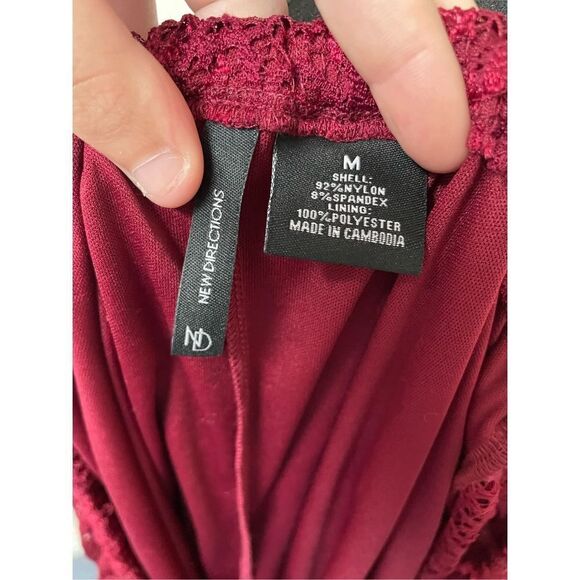 NEW DIRECTIONS
ND
M
SHELL:
92%NYLON
8%SPANDEX
LINING:
100%POLYESTER
MADE IN CAMBODIA